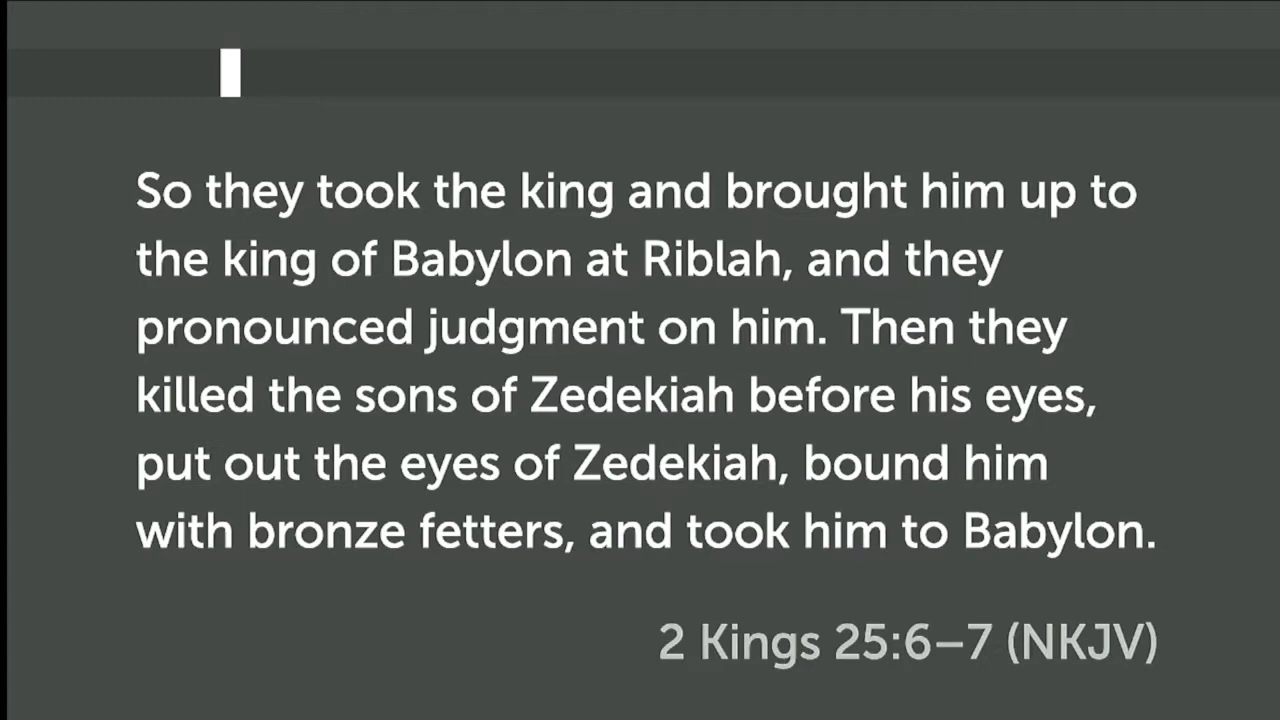 So they took the king and brought him up to
the king of Babylon at Riblah, and they
pronounced judgment on him. Then they
killed the sons of Zedekiah before his eyes,
put out the eyes of Zedekiah, bound him
with bronze fetters, and took him to Babylon.
2 Kings 25:6–7 (NKJV)